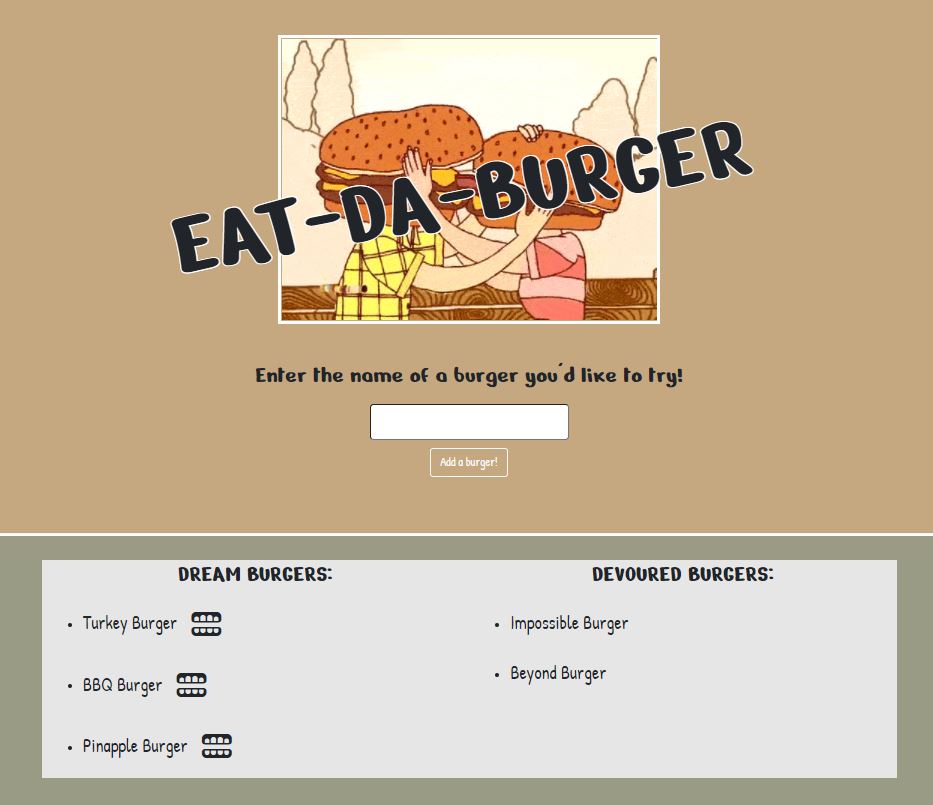 EAT-DA-BURGER
Enter the name of a burger you'd like to try!
Add a burger!
DREAM BURGERS:
Turkey Burger
BBQ Burger
Pinapple Burger
DEVOURED BURGERS:
Impossible Burger
Beyond Burger